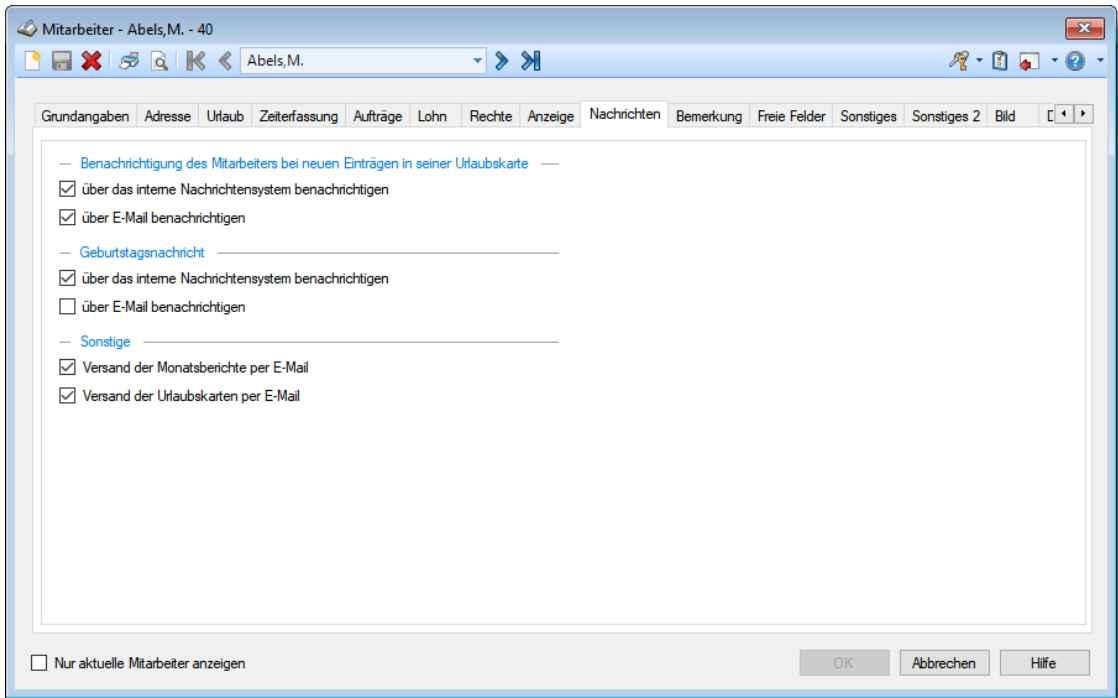 Mitarbeiter - Abels,M. - 40
Abels,M.
Grundangaben Adresse Urlaub Zeiterfassung Aufträge Lohn Rechte Anzeige Nachrichten Bemerkung Freie Felder Sonstiges Sonstiges 2 Bild
Benachrichtigung des Mitarbeiters bei neuen Einträgen in seiner Urlaubskarte
über das interne Nachrichtensystem benachrichtigen
über E-Mail benachrichtigen
Geburtstagsnachricht
über das interne Nachrichtensystem benachrichtigen
über E-Mail benachrichtigen
Sonstige
Versand der Monatsberichte per E-Mail
Versand der Urlaubskarten per E-Mail
Nur aktuelle Mitarbeiter anzeigen
OK Abbrechen Hilfe